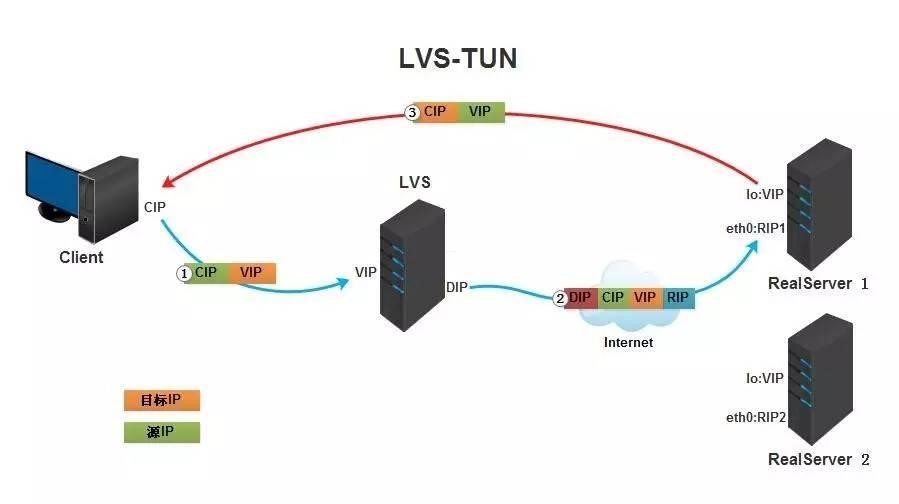 LVS-TUN
③ CIP VIP
LVS
lo:VIP
CIP
eth0:RIP1
Client
① CIP VIP
VIP
DIP
RealServer 1
② DIP CIP VIP RIP
Internet
lo:VIP
目标IP
eth0:RIP2
源IP
RealServer 2